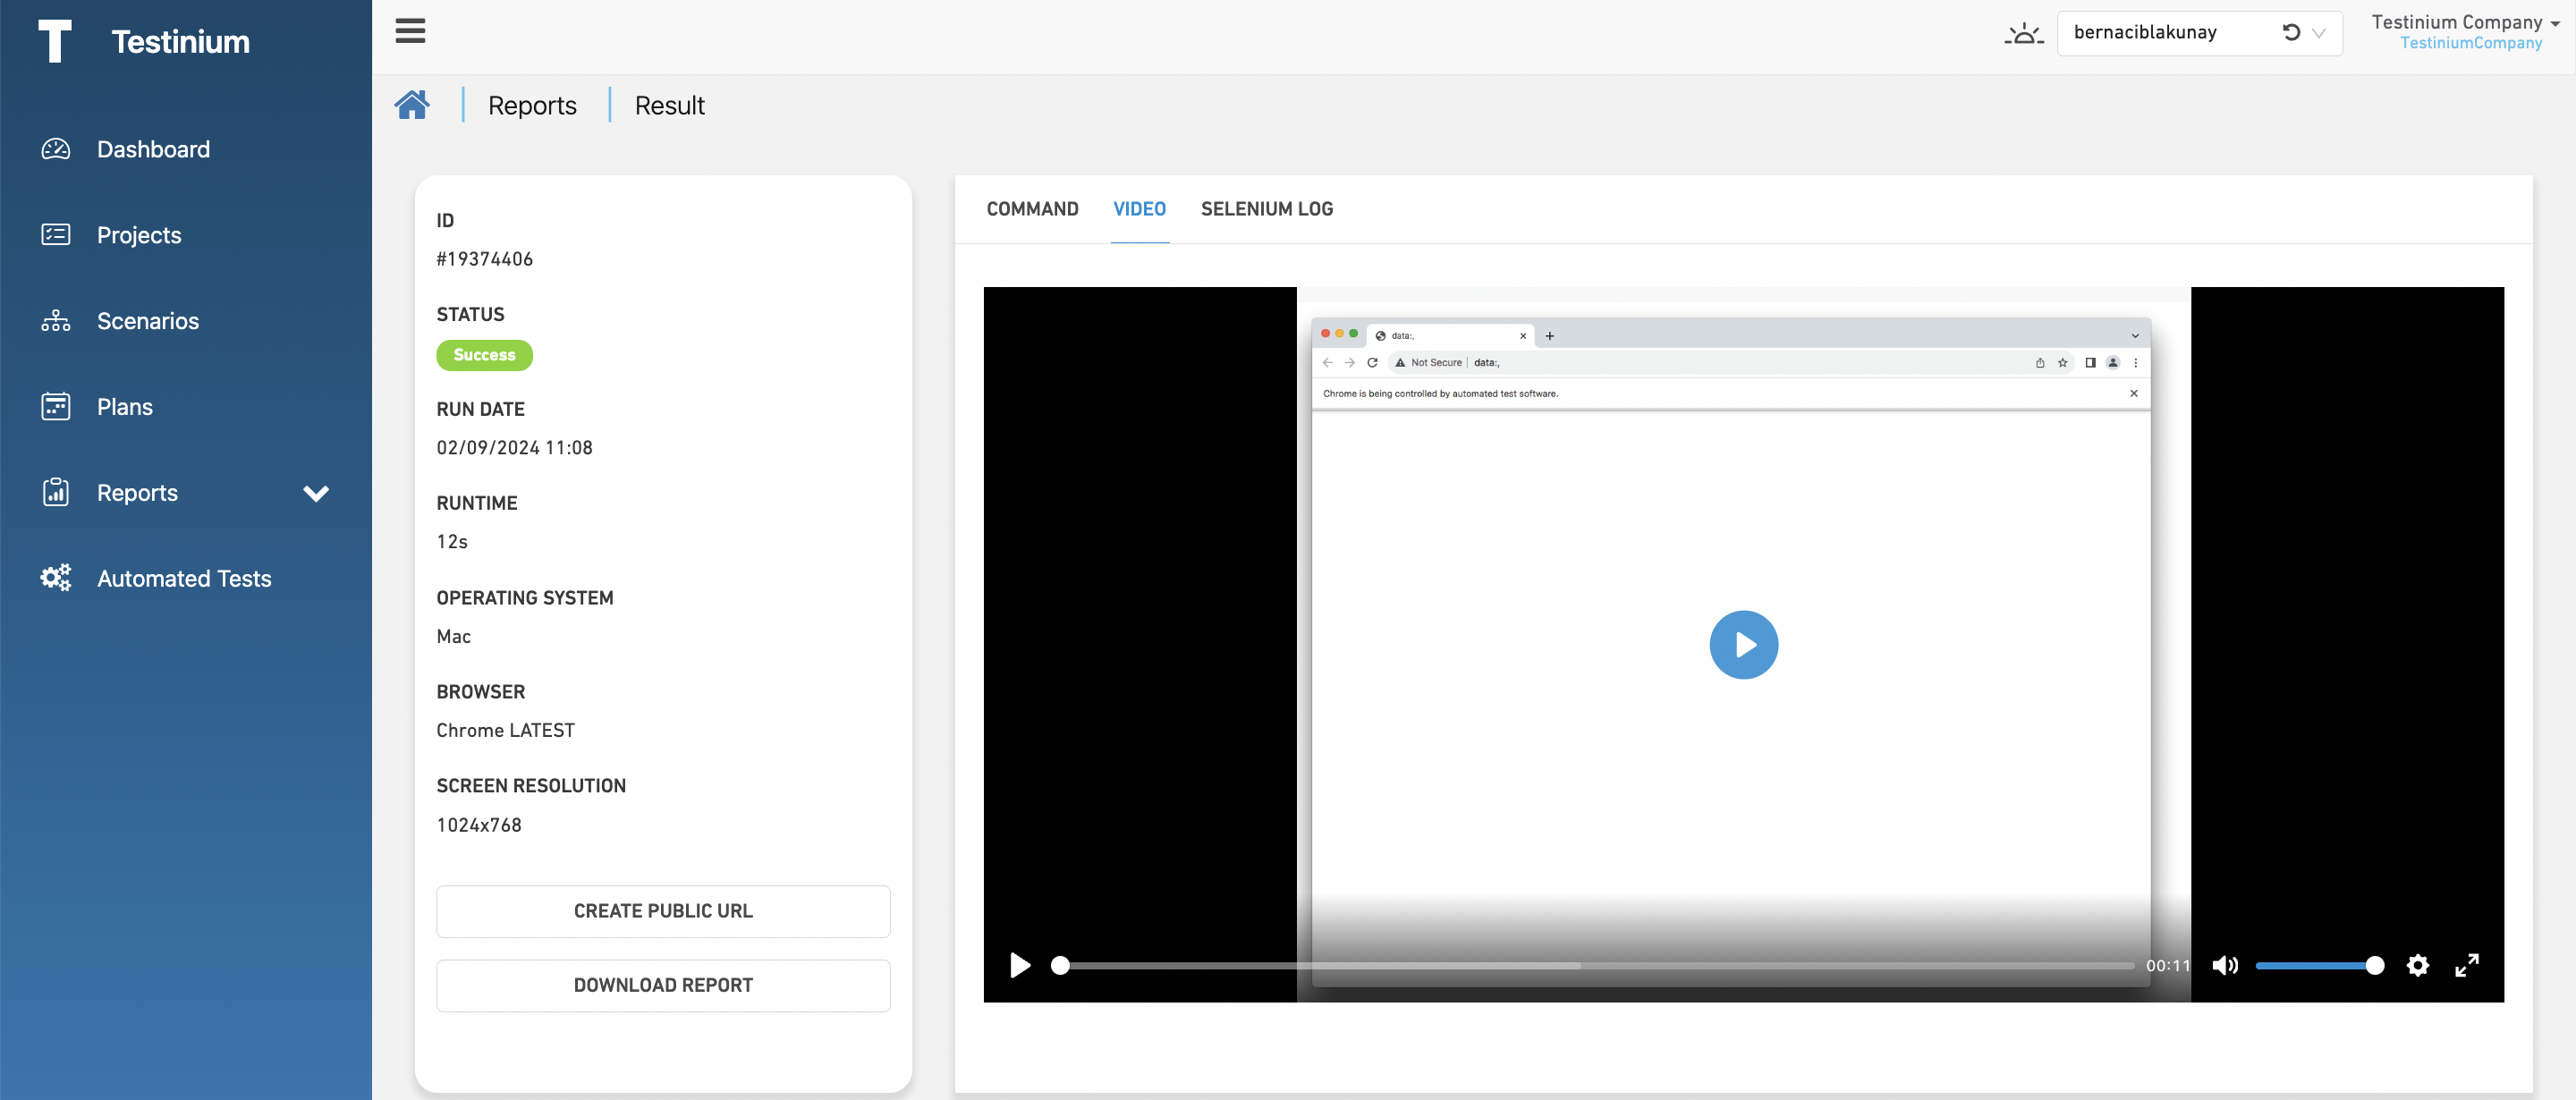 T Testinium
bernaciblakunay
Testinium Company
TestiniumCompany
Dashboard
Projects
Scenarios
Plans
Reports
Automated Tests
Reports
Result
ID
#19374406
STATUS
Success
RUN DATE
02/09/2024 11:08
RUNTIME
12s
OPERATING SYSTEM
Mac
BROWSER
Chrome LATEST
SCREEN RESOLUTION
1024x768
CREATE PUBLIC URL
DOWNLOAD REPORT
COMMAND VIDEO SELENIUM LOG
data:,
Not Secure | data:,
Chrome is being controlled by automated test software.
00:11